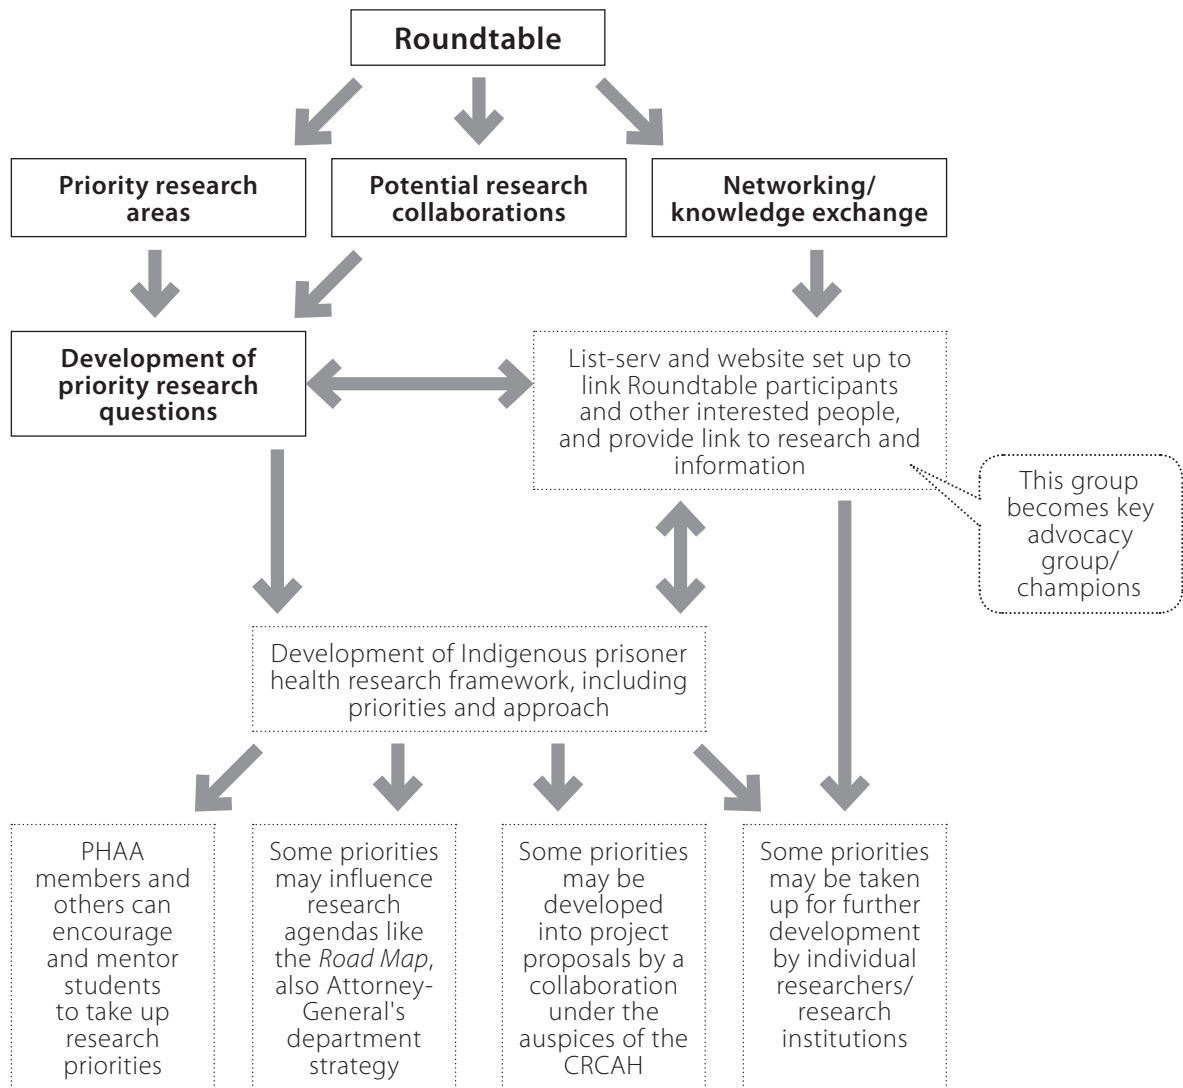 Roundtable
Priority research
areas
Potential research
collaborations
Networking/
knowledge exchange
Development of
priority research
questions
List-serv and website set up to
link Roundtable participants
and other interested people,
and provide link to research and
information
This group
becomes key
advocacy
group/
champions
Development of Indigenous prisoner
health research framework, including
priorities and approach
PHAA
members and
others can
encourage
and mentor
students
to take up
research
priorities
Some priorities
may influence
research
agendas like
the Road Map,
also Attorney-
General's
department
strategy
Some priorities
may be
developed
into project
proposals by a
collaboration
under the
auspices of the
CRCAH
Some priorities
may be taken
up for further
development
by individual
researchers/
research
institutions